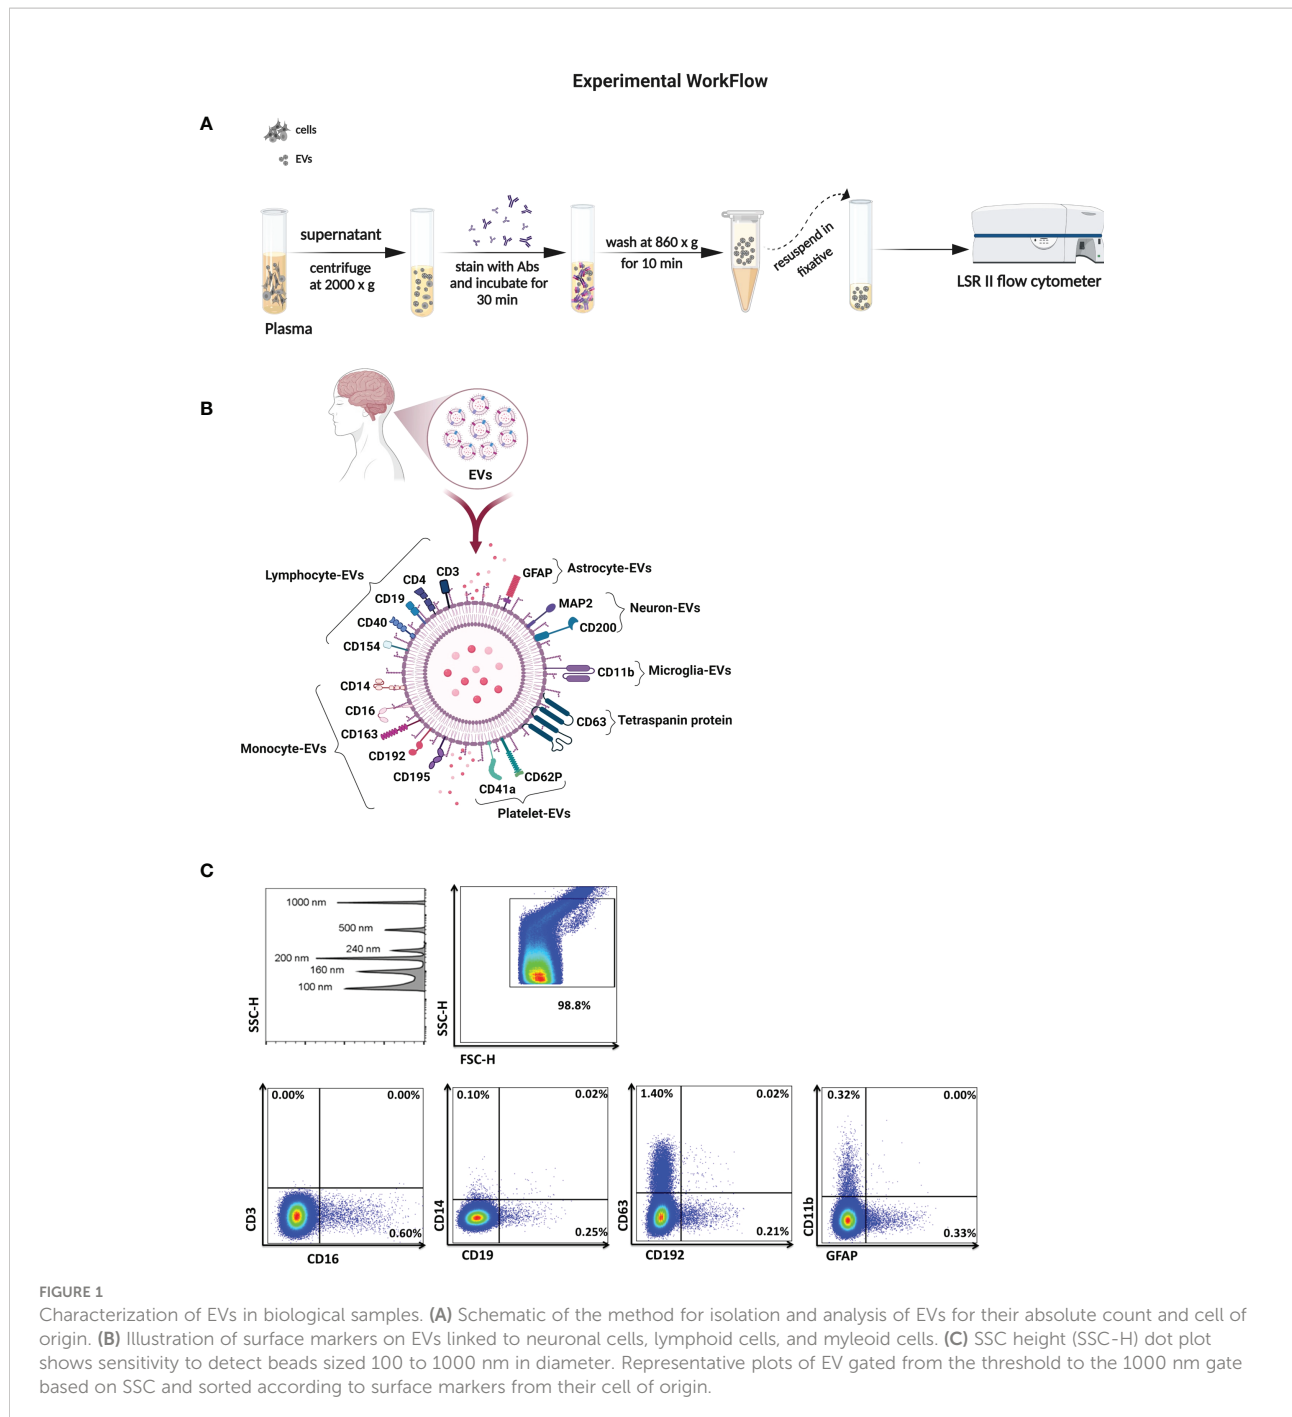 Experimental WorkFlow
A
cells
EVs
supernatant
centrifuge
at 2000 x g
Plasma
stain with Abs
and incubate for
30 min
wash at 860 x g
for 10 min
resuspend in
fixative
LSR II flow cytometer
B
EVs
Lymphocyte-EVs
CD3
CD4
CD19
CD40
CD154
GFAP
Astrocyte-EVs
MAP2
CD200
Neuron-EVs
CD11b
Microglia-EVs
CD63
Tetraspanin protein
CD14
CD16
CD163
CD192
CD195
Monocyte-EVs
CD41a
CD62P
Platelet-EVs
C
1000 nm
500 nm
240 nm
200 nm
160 nm
100 nm
SSC-H
SSC-H
98.8%
FSC-H
0.00%
0.00%
0.60%
CD3
CD16
0.10%
0.02%
0.25%
CD14
CD19
1.40%
0.02%
0.21%
CD63
CD192
0.32%
0.00%
0.33%
CD11b
GFAP
FIGURE 1
Characterization of EVs in biological samples. (A) Schematic of the method for isolation and analysis of EVs for their absolute count and cell of
origin. (B) Illustration of surface markers on EVs linked to neuronal cells, lymphoid cells, and myleoid cells. (C) SSC height (SSC-H) dot plot
shows sensitivity to detect beads sized 100 to 1000 nm in diameter. Representative plots of EV gated from the threshold to the 1000 nm gate
based on SSC and sorted according to surface markers from their cell of origin.